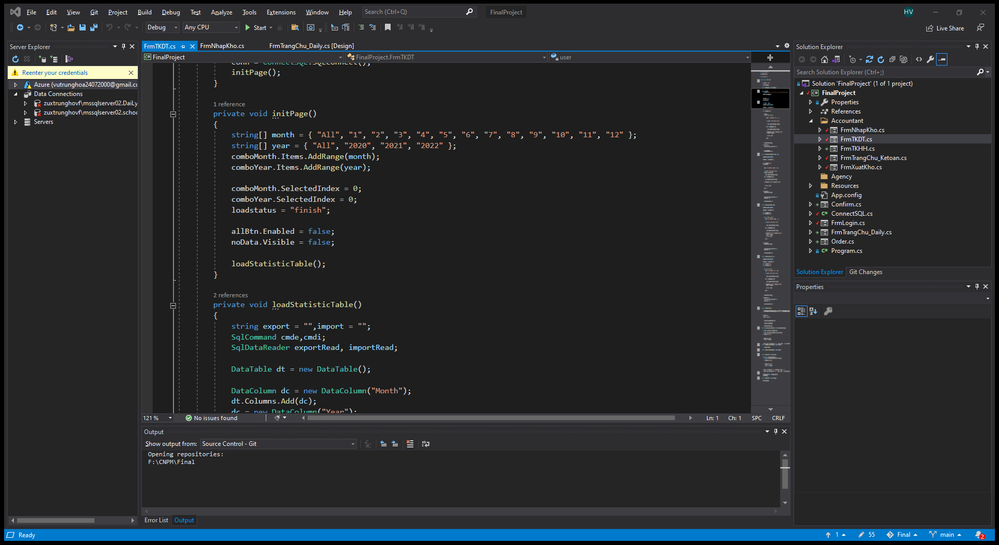 File Edit View Git Project Build Debug Test Analyze Tools Extensions Window Help Search (Ctrl+Q) FinalProject HV
Debug Any CPU Start Live Share
Server Explorer
Reenter your credentials
Azure (vutrunghoa24072000@gmail.co
Data Connections
zuxtrunghovf\mssqlserver02.DaiLy
zuxtrunghovf\mssqlserver02.schoo
Servers
FrmTKDT.cs FrmNhapKho.cs FrmTrangChu_Daily.cs [Design]
FinalProject FinalProject.FrmTKDT user
conn = ConnectSQL.SQLConnect();
initPage();
}
1 reference
private void initPage()
{
string[] month = { "All", "1", "2", "3", "4", "5", "6", "7", "8", "9", "10", "11", "12" };
string[] year = { "All", "2020", "2021", "2022" };
comboMonth.Items.AddRange(month);
comboYear.Items.AddRange(year);
comboMonth.SelectedIndex = 0;
comboYear.SelectedIndex = 0;
loadstatus = "finish";
allBtn.Enabled = false;
noData.Visible = false;
loadStatisticTable();
}
2 references
private void loadStatisticTable()
{
string export = "",import = "";
SqlCommand cmde,cmdi;
SqlDataReader exportRead, importRead;
DataTable dt = new DataTable();
DataColumn dc = new DataColumn("Month");
dt.Columns.Add(dc);
dc = new DataColumn("Year");
121 % No issues found Ln: 1 Ch: 1 SPC CRLF
Output
Show output from: Source Control - Git
Opening repositories:
F:\CNPM\Final
Error List Output
Solution Explorer
Search Solution Explorer (Ctrl+;)
Solution 'FinalProject' (1 of 1 project)
FinalProject
Properties
References
Accountant
FrmNhapKho.cs
FrmTKDT.cs
FrmTKHH.cs
FrmTrangChu_Ketoan.cs
FrmXuatKho.cs
Agency
Resources
App.config
Confirm.cs
ConnectSQL.cs
FrmLogin.cs
FrmTrangChu_Daily.cs
Order.cs
Program.cs
Solution Explorer Git Changes
Properties
Ready 1 55 Final main 2